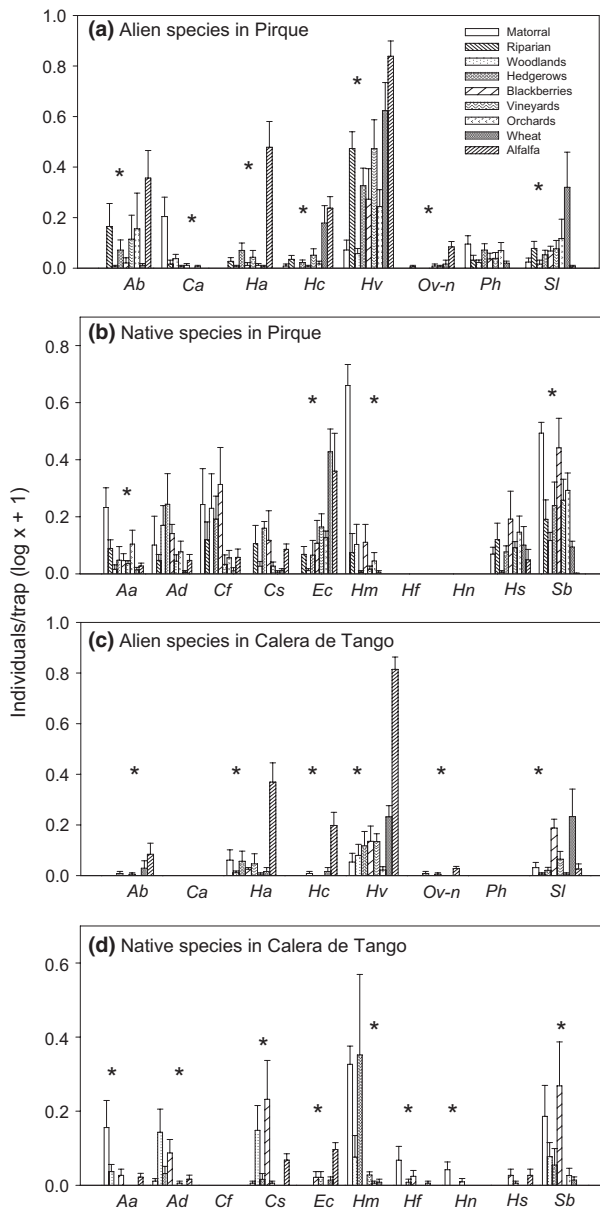 Individuals/trap (log x + 1)
(a) Alien species in Pirque
Matorral
Riparian
Woodlands
Hedgerows
Blackberries
Vineyards
Orchards
Wheat
Alfalfa
1.0
0.8
0.6
0.4
0.2
0.0
* * * * * * *
Ab Ca Ha Hc Hv Ov-n Ph Sl
(b) Native species in Pirque
0.8
0.6
0.4
0.2
0.0
* * * *
Aa Ad Cf Cs Ec Hm Hf Hn Hs Sb
(c) Alien species in Calera de Tango
1.0
0.8
0.6
0.4
0.2
0.0
* * * * * *
Ab Ca Ha Hc Hv Ov-n Ph Sl
(d) Native species in Calera de Tango
0.6
0.4
0.2
0.0
* * * * * * * *
Aa Ad Cf Cs Ec Hm Hf Hn Hs Sb